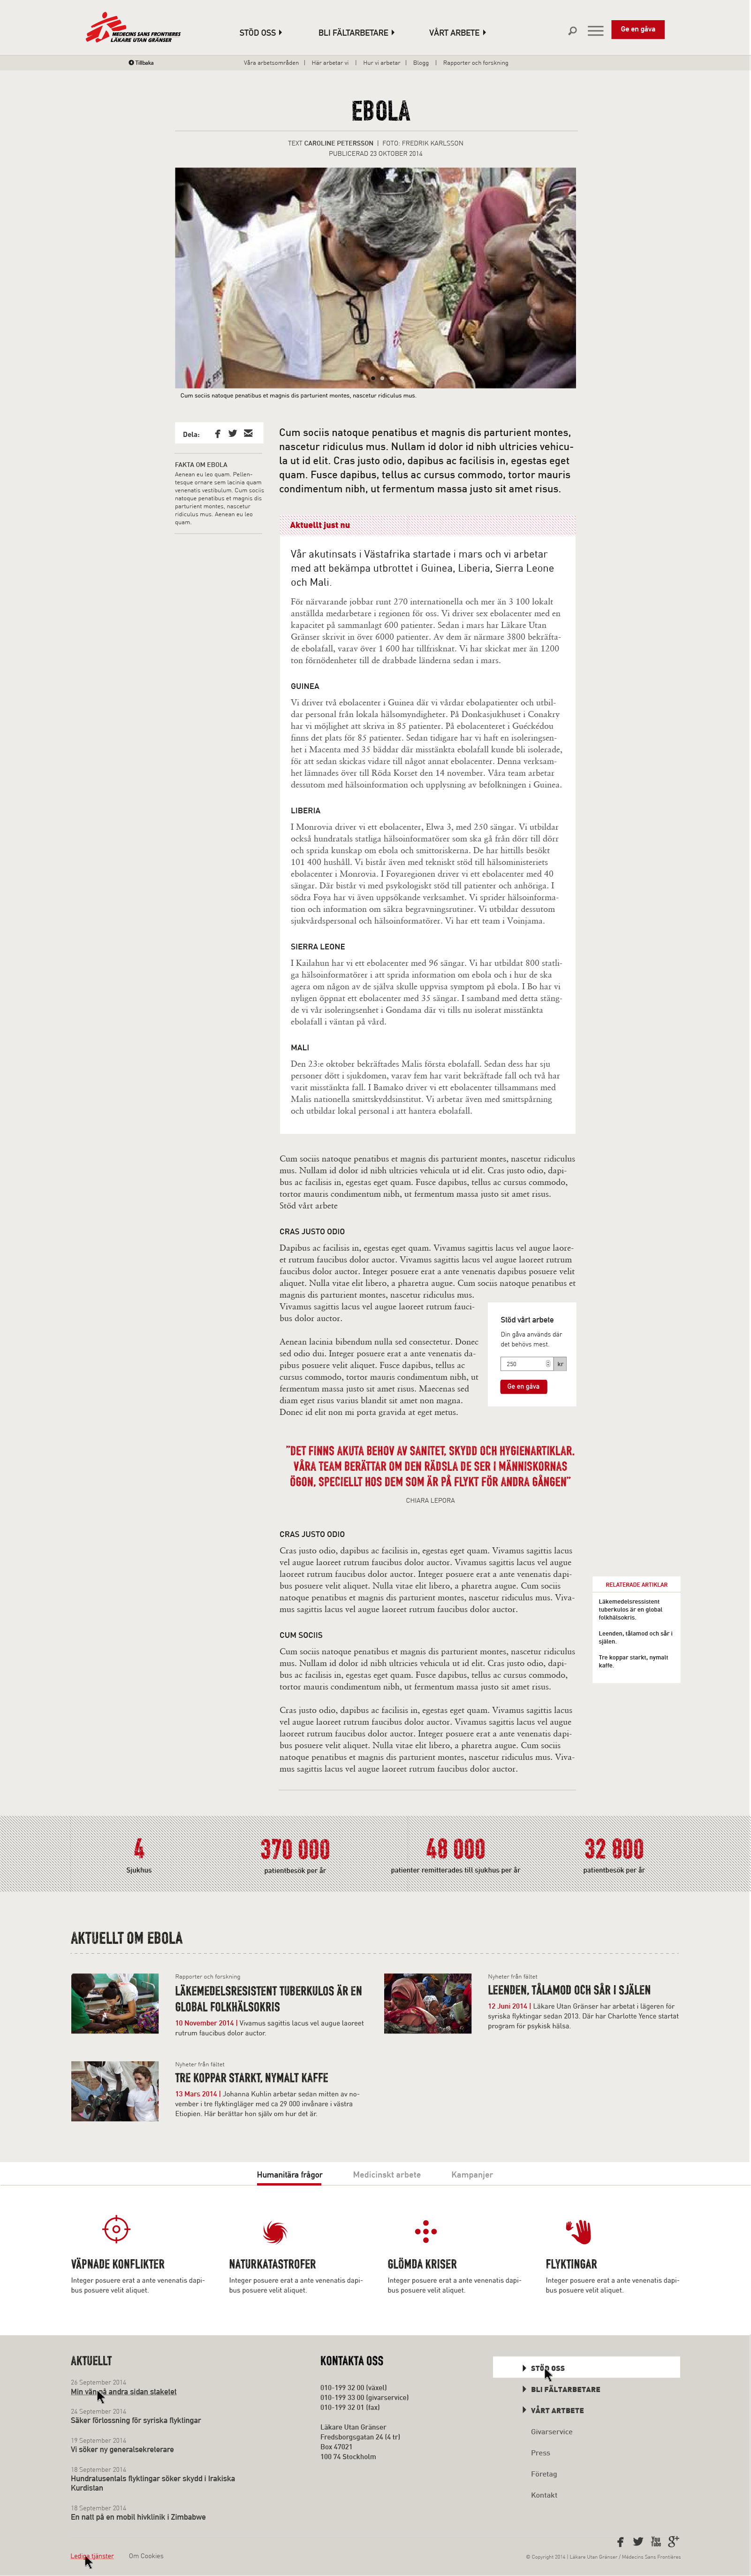 MEDECINS SANS FRONTIERES
LÄKARE UTAN GRÄNSER
STÖD OSS
BLI FÄLTARBETARE
VÅRT ARBETE
Ge en gåva
Tillbaka
Våra arbetsområden | Här arbetar vi | Hur vi arbetar | Blogg | Rapporter och forskning
EBOLA
TEXT CAROLINE PETERSSON | FOTO: FREDRIK KARLSSON
PUBLICERAD 23 OKTOBER 2014
Cum sociis natoque penatibus et magnis dis parturient montes, nascetur ridiculus mus.
Dela:
FAKTA OM EBOLA
Aenean eu leo quam. Pellen-
tesque ornare sem lacinia quam
venenatis vestibulum. Cum sociis
natoque penatibus et magnis dis
parturient montes, nascetur
ridiculus mus. Aenean eu leo
quam.
Cum sociis natoque penatibus et magnis dis parturient montes,
nascetur ridiculus mus. Nullam id dolor id nibh ultricies vehicu-
la ut id elit. Cras justo odio, dapibus ac facilisis in, egestas eget
quam. Fusce dapibus, tellus ac cursus commodo, tortor mauris
condimentum nibh, ut fermentum massa justo sit amet risus.
Aktuellt just nu
Vår akutinsats i Västafrika startade i mars och vi arbetar
med att bekämpa utbrottet i Guinea, Liberia, Sierra Leone
och Mali.
För närvarande jobbar runt 270 internationella och mer än 3 100 lokalt
anställda medarbetare i regionen för oss. Vi driver sex ebolacenter med en
kapacitet på sammanlagt 600 patienter. Sedan i mars har Läkare Utan
Gränser skrivit in över 6000 patienter. Av dem är närmare 3800 bekräfta-
de ebolafall, varav över 1 600 har tillfrisknat. Vi har skickat mer än 1200
ton förnödenheter till de drabbade länderna sedan i mars.
GUINEA
Vi driver två ebolacenter i Guinea där vi vårdar ebolapatienter och utbil-
dar personal från lokala hälsomyndigheter. På Donkasjukhuset i Conakry
har vi möjlighet att skriva in 85 patienter. På ebolacenteret i Guéckédou
finns det plats för 85 patienter. Sedan tidigare har vi haft en isoleringsen-
het i Macenta med 35 bäddar där misstänkta ebolafall kunde bli isolerade,
för att sedan skickas vidare till något annat ebolacenter. Denna verksam-
het lämnades över till Röda Korset den 14 november. Våra team arbetar
dessutom med hälsoinformation och upplysning av befolkningen i Guinea.
LIBERIA
I Monrovia driver vi ett ebolacenter, Elwa 3, med 250 sängar. Vi utbildar
också hundratals statliga hälsoinformatörer som ska gå från dörr till dörr
och sprida kunskap om ebola och smittoriskerna. De har hittills besökt
101 400 hushåll. Vi bistår även med tekniskt stöd till hälsoministeriets
ebolacenter i Monrovia. I Foyaregionen driver vi ett ebolacenter med 40
sängar. Där bistår vi med psykologiskt stöd till patienter och anhöriga. I
södra Foya har vi även uppsökande verksamhet. Vi sprider hälsoinforma-
tion och information om säkra begravningsrutiner. Vi utbildar dessutom
sjukvårdspersonal och hälsoinformatörer. Vi har ett team i Voinjama.
SIERRA LEONE
I Kailahun har vi ett ebolacenter med 96 sängar. Vi har utbildat 800 statli-
ga hälsoinformatörer i att sprida information om ebola och i hur de ska
agera om någon av de själva skulle uppvisa symptom på ebola. I Bo har vi
nyligen öppnat ett ebolacenter med 35 sängar. I samband med detta stäng-
de vi vår isoleringsenhet i Gondama där vi tills nu isolerat misstänkta
ebolafall i väntan på vård.
MALI
Den 23:e oktober bekräftades Malis första ebolafall. Sedan dess har sju
personer dött i sjukdomen, varav fem har varit bekräftade fall och två har
varit misstänkta fall. I Bamako driver vi ett ebolacenter tillsammans med
Malis nationella smittskyddsinstitut. Vi arbetar även med smittspårning
och utbildar lokal personal i att hantera ebolafall.
Cum sociis natoque penatibus et magnis dis parturient montes, nascetur ridiculus
mus. Nullam id dolor id nibh ultricies vehicula ut id elit. Cras justo odio, dapi-
bus ac facilisis in, egestas eget quam. Fusce dapibus, tellus ac cursus commodo,
tortor mauris condimentum nibh, ut fermentum massa justo sit amet risus.
Stöd vårt arbete
CRAS JUSTO ODIO
Dapibus ac facilisis in, egestas eget quam. Vivamus sagittis lacus vel augue laore-
et rutrum faucibus dolor auctor. Vivamus sagittis lacus vel augue laoreet rutrum
faucibus dolor auctor. Integer posuere erat a ante venenatis dapibus posuere velit
aliquet. Nulla vitae elit libero, a pharetra augue. Cum sociis natoque penatibus et
magnis dis parturient montes, nascetur ridiculus mus.
Vivamus sagittis lacus vel augue laoreet rutrum fauci-
bus dolor auctor.
Aenean lacinia bibendum nulla sed consectetur. Donec
sed odio dui. Integer posuere erat a ante venenatis da-
pibus posuere velit aliquet. Fusce dapibus, tellus ac
cursus commodo, tortor mauris condimentum nibh, ut
fermentum massa justo sit amet risus. Maecenas sed
diam eget risus varius blandit sit amet non magna.
Donec id elit non mi porta gravida at eget metus.
Stöd vårt arbete
Din gåva används där
det behövs mest.
250
kr
Ge en gåva
"DET FINNS AKUTA BEHOV AV SANITET, SKYDD OCH HYGIENARTIKLAR.
VÅRA TEAM BERÄTTAR OM DEN RÄDSLA DE SER I MÄNNISKORNAS
ÖGON, SPECIELLT HOS DEM SOM ÄR PÅ FLYKT FÖR ANDRA GÅNGEN"
CHIARA LEPORA
CRAS JUSTO ODIO
Cras justo odio, dapibus ac facilisis in, egestas eget quam. Vivamus sagittis lacus
vel augue laoreet rutrum faucibus dolor auctor. Vivamus sagittis lacus vel augue
laoreet rutrum faucibus dolor auctor. Integer posuere erat a ante venenatis dapi-
bus posuere velit aliquet. Nulla vitae elit libero, a pharetra augue. Cum sociis
natoque penatibus et magnis dis parturient montes, nascetur ridiculus mus. Viva-
mus sagittis lacus vel augue laoreet rutrum faucibus dolor auctor.
RELATERADE ARTIKLAR
Läkemedelsressistent
tuberkulos är en global
folkhälsokris.
Leenden, tålamod och sår i
själen.
Tre koppar starkt, nymalt
kaffe.
CUM SOCIIS
Cum sociis natoque penatibus et magnis dis parturient montes, nascetur ridiculus
mus. Nullam id dolor id nibh ultricies vehicula ut id elit. Cras justo odio, dapi-
bus ac facilisis in, egestas eget quam. Fusce dapibus, tellus ac cursus commodo,
tortor mauris condimentum nibh, ut fermentum massa justo sit amet risus.
Cras justo odio, dapibus ac facilisis in, egestas eget quam. Vivamus sagittis lacus
vel augue laoreet rutrum faucibus dolor auctor. Vivamus sagittis lacus vel augue
laoreet rutrum faucibus dolor auctor. Integer posuere erat a ante venenatis dapi-
bus posuere velit aliquet. Nulla vitae elit libero, a pharetra augue. Cum sociis
natoque penatibus et magnis dis parturient montes, nascetur ridiculus mus. Viva-
mus sagittis lacus vel augue laoreet rutrum faucibus dolor auctor.
4
Sjukhus
370 000
patientbesök per år
48 000
patienter remitterades till sjukhus per år
32 800
patientbesök per år
AKTUELLT OM EBOLA
Rapporter och forskning
LÄKEMEDELSRESISTENT TUBERKULOS ÄR EN
GLOBAL FOLKHÄLSOKRIS
10 November 2014 | Vivamus sagittis lacus vel augue laoreet
rutrum faucibus dolor auctor.
Nyheter från fältet
LEENDEN, TÅLAMOD OCH SÅR I SJÄLEN
12 Juni 2014 | Läkare Utan Gränser har arbetat i lägeren för
syriska flyktingar sedan 2013. Där har Charlotte Yence startat
program för psykisk hälsa.
Nyheter från fältet
TRE KOPPAR STARKT, NYMALT KAFFE
13 Mars 2014 | Johanna Kuhlin arbetar sedan mitten av no-
vember i tre flyktingläger med ca 29 000 invånare i västra
Etiopien. Här berättar hon själv om hur det är.
Humanitära frågor
Medicinskt arbete
Kampanjer
VÄPNADE KONFLIKTER
Integer posuere erat a ante venenatis dapi-
bus posuere velit aliquet.
NATURKATASTROFER
Integer posuere erat a ante venenatis dapi-
bus posuere velit aliquet.
GLÖMDA KRISER
Integer posuere erat a ante venenatis dapi-
bus posuere velit aliquet.
FLYKTINGAR
Integer posuere erat a ante venenatis dapi-
bus posuere velit aliquet.
AKTUELLT
26 September 2014
Min vän på andra sidan staketet
24 September 2014
Säker förlossning för syriska flyktingar
19 September 2014
Vi söker ny generalsekreterare
18 September 2014
Hundratusentals flyktingar söker skydd i Irakiska
Kurdistan
18 September 2014
En natt på en mobil hivklinik i Zimbabwe
Lediga tjänster
Om Cookies
KONTAKTA OSS
010-199 32 00 (växel)
010-199 33 00 (givarservice)
010-199 32 01 (fax)
Läkare Utan Gränser
Fredsborgsgatan 24 (4 tr)
Box 47021
100 74 Stockholm
STÖD OSS
BLI FÄLTARBETARE
VÅRT ARBETE
Givarservice
Press
Företag
Kontakt
You
Tube
© Copyright 2014 | Läkare Utan Gränser / Médecins Sans Frontières